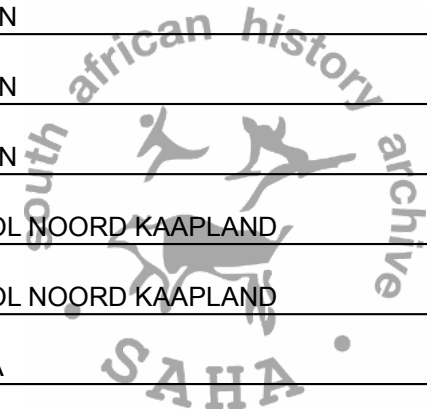 N
N
N
OL NOORD KAAPLAND
OL NOORD KAAPLAND
A
south african history archive
SAHA